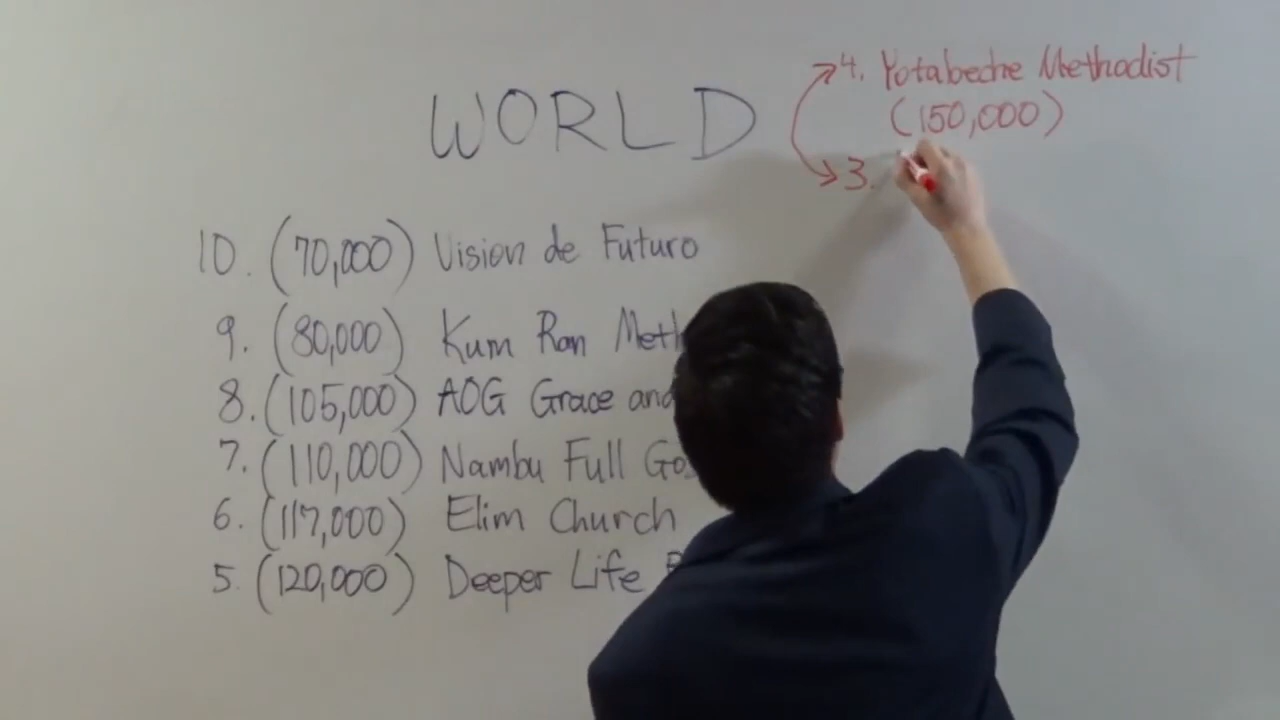 WORLD
4. Yotabeche Methodist
(150,000)
3.
10. (70,000) Vision de Futuro
9. (80,000) Kum Ran
8. (105,000) AOG Grace and
7. (110,000) Nambu Full
6. (117,000) Elim Church
5. (120,000) Deeper Life